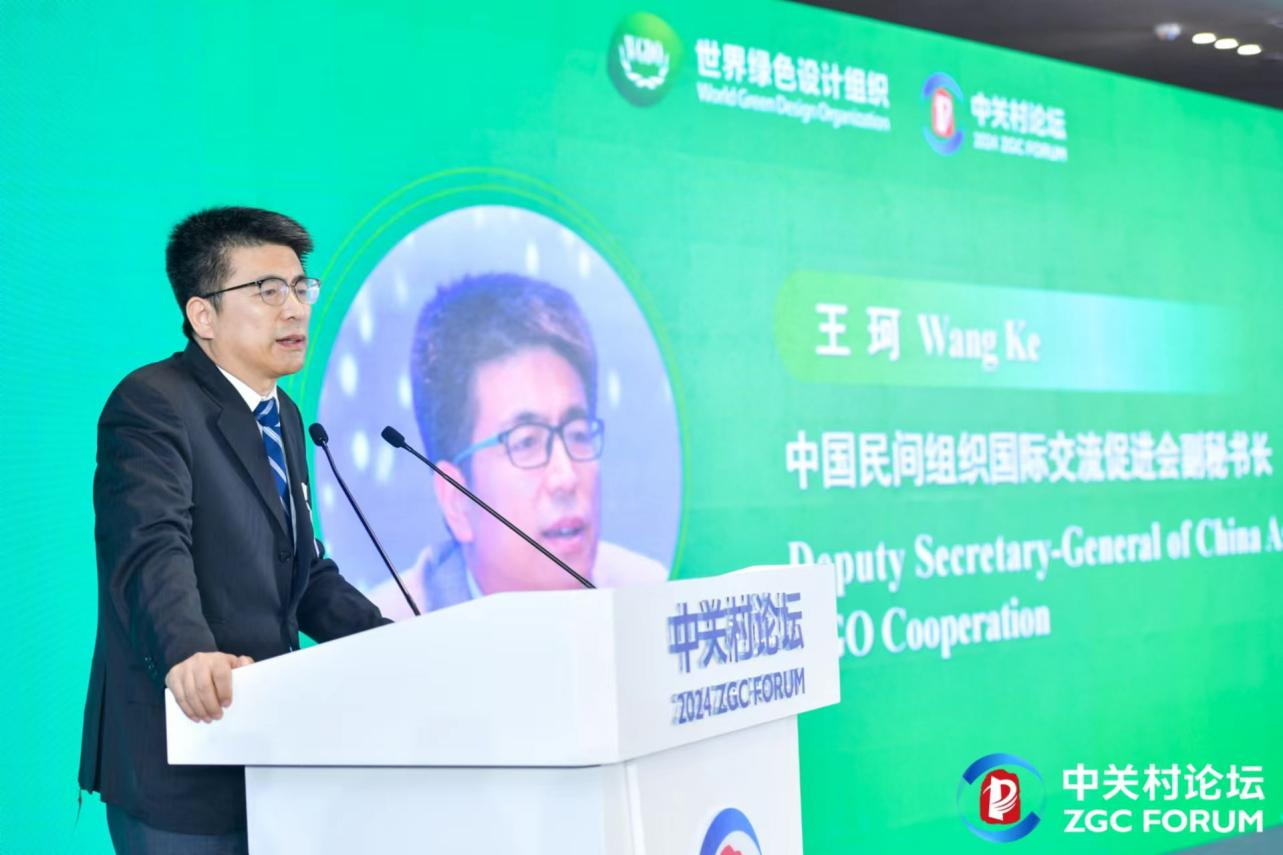 世界绿色设计组织
World Green Design Organization
中关村论坛
2024 ZGC FORUM
王 珂 Wang Ke
中国民间组织国际交流促进会副秘书长
Deputy Secretary-General of China
Cooperation
中关村论坛
2024 ZGC FORUM
中关村论坛
ZGC FORUM